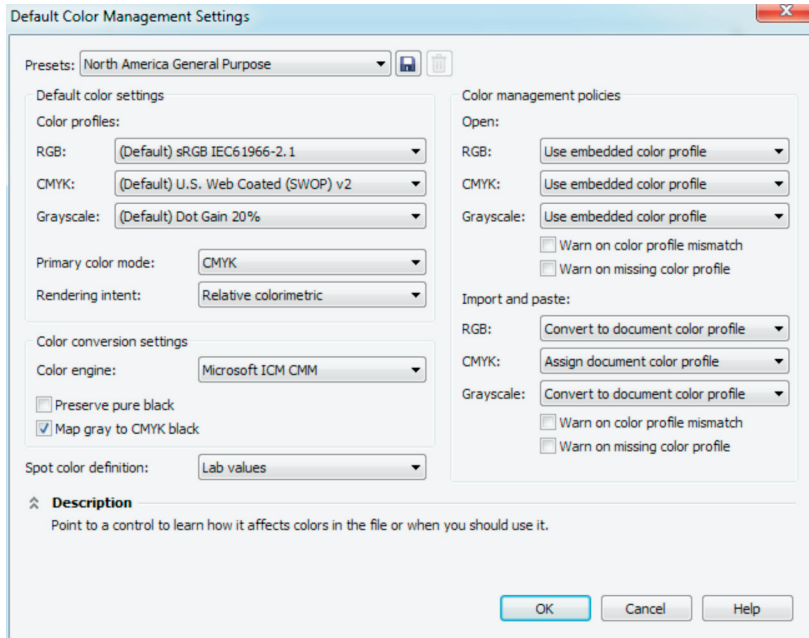 Default Color Management Settings
Presets: North America General Purpose
Default color settings
Color profiles:
RGB: (Default) sRGB IEC61966-2.1
CMYK: (Default) U.S. Web Coated (SWOP) v2
Grayscale: (Default) Dot Gain 20%
Primary color mode: CMYK
Rendering intent: Relative colorimetric
Color conversion settings
Color engine: Microsoft ICM CMM
Preserve pure black
Map gray to CMYK black
Spot color definition: Lab values
Color management policies
Open:
RGB: Use embedded color profile
CMYK: Use embedded color profile
Grayscale: Use embedded color profile
Warn on color profile mismatch
Warn on missing color profile
Import and paste:
RGB: Convert to document color profile
CMYK: Assign document color profile
Grayscale: Convert to document color profile
Warn on color profile mismatch
Warn on missing color profile
Description
Point to a control to learn how it affects colors in the file or when you should use it.
OK Cancel Help